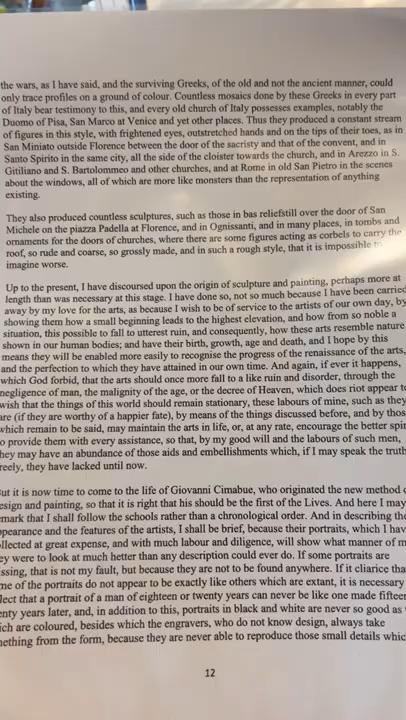 the wars, as I have said, and the surviving Greeks, of the old and not the ancient manner, could
only trace profiles on a ground of colour. Countless mosaics done by these Greeks in every part
of Italy bear testimony to this, and every old church of Italy possesses examples, notably the
Duomo of Pisa, San Marco at Venice and yet other places. Thus they produced a constant stream
of figures in this style, with frightened eyes, outstretched hands and on the tips of their toes, as in
San Miniato outside Florence between the door of the sacristy and that of the convent, and in
Santo Spirito in the same city, all the side of the cloister towards the church, and in Arezzo in S.
Gitiliano and S. Bartolommeo and other churches, and at Rome in old San Pietro in the scenes
about the windows, all of which are more like monsters than the representation of anything
existing.
They also produced countless sculptures, such as those in bas reliefstill over the door of San
Michele on the piazza Padella at Florence, and in Ognissanti, and in many places, in tombs and
ornaments for the doors of churches, where there are some figures acting as corbels to carry the
roof, so rude and coarse, so grossly made, and in such a rough style, that it is impossible to
imagine worse.
Up to the present, I have discoursed upon the origin of sculpture and painting, perhaps more at
length than was necessary at this stage. I have done so, not so much because I have been carried
away by my love for the arts, as because I wish to be of service to the artists of our own day, by
showing them how a small beginning leads to the highest elevation, and how from so noble a
situation, this possible to fall to utterest ruin, and consequently, how these arts resemble nature
shown in our human bodies; and have their birth, growth, age and death, and I hope by this
means they will be enabled more easily to recognise the progress of the renaissance of the arts,
and the perfection to which they have attained in our own time. And again, if ever it happens,
which God forbid, that the arts should once more fall to a like ruin and disorder, through the
negligence of man, the malignity of the age, or the decree of Heaven, which does riot appear to
wish that the things of this world should remain stationary, these labours of mine, such as they
are (if they are worthy of a happier fate), by means of the things discussed before, and by thos
which remain to be said, may maintain the arts in life, or, at any rate, encourage the better spir
o provide them with every assistance, so that, by my good will and the labours of such men,
hey may have an abundance of those aids and embellishments which, if I may speak the truth
reely, they have lacked until now.
ut it is now time to come to the life of Giovanni Cimabue, who originated the new method o
esign and painting, so that it is right that his should be the first of the Lives. And here I may
mark that I shall follow the schools rather than a chronological order. And in describing the
ppearance and the features of the artists, I shall be brief, because their portraits, which I hav
llected at great expense, and with much labour and diligence, will show what manner of m
ey were to look at much better than any description could ever do. If some portraits are
ssing, that is not my fault, but because they are not to be found anywhere. If it cliarice tha
me of the portraits do not appear to be exactly like others which are extant, it is necessary
lect that a portrait of a man of eighteen or twenty years can never be like one made fifteen
enty years later, and, in addition to this, portraits in black and white are never so good as
ich are coloured, besides which the engravers, who do not know design, always take
nething from the form, because they are never able to reproduce those small details whic
12